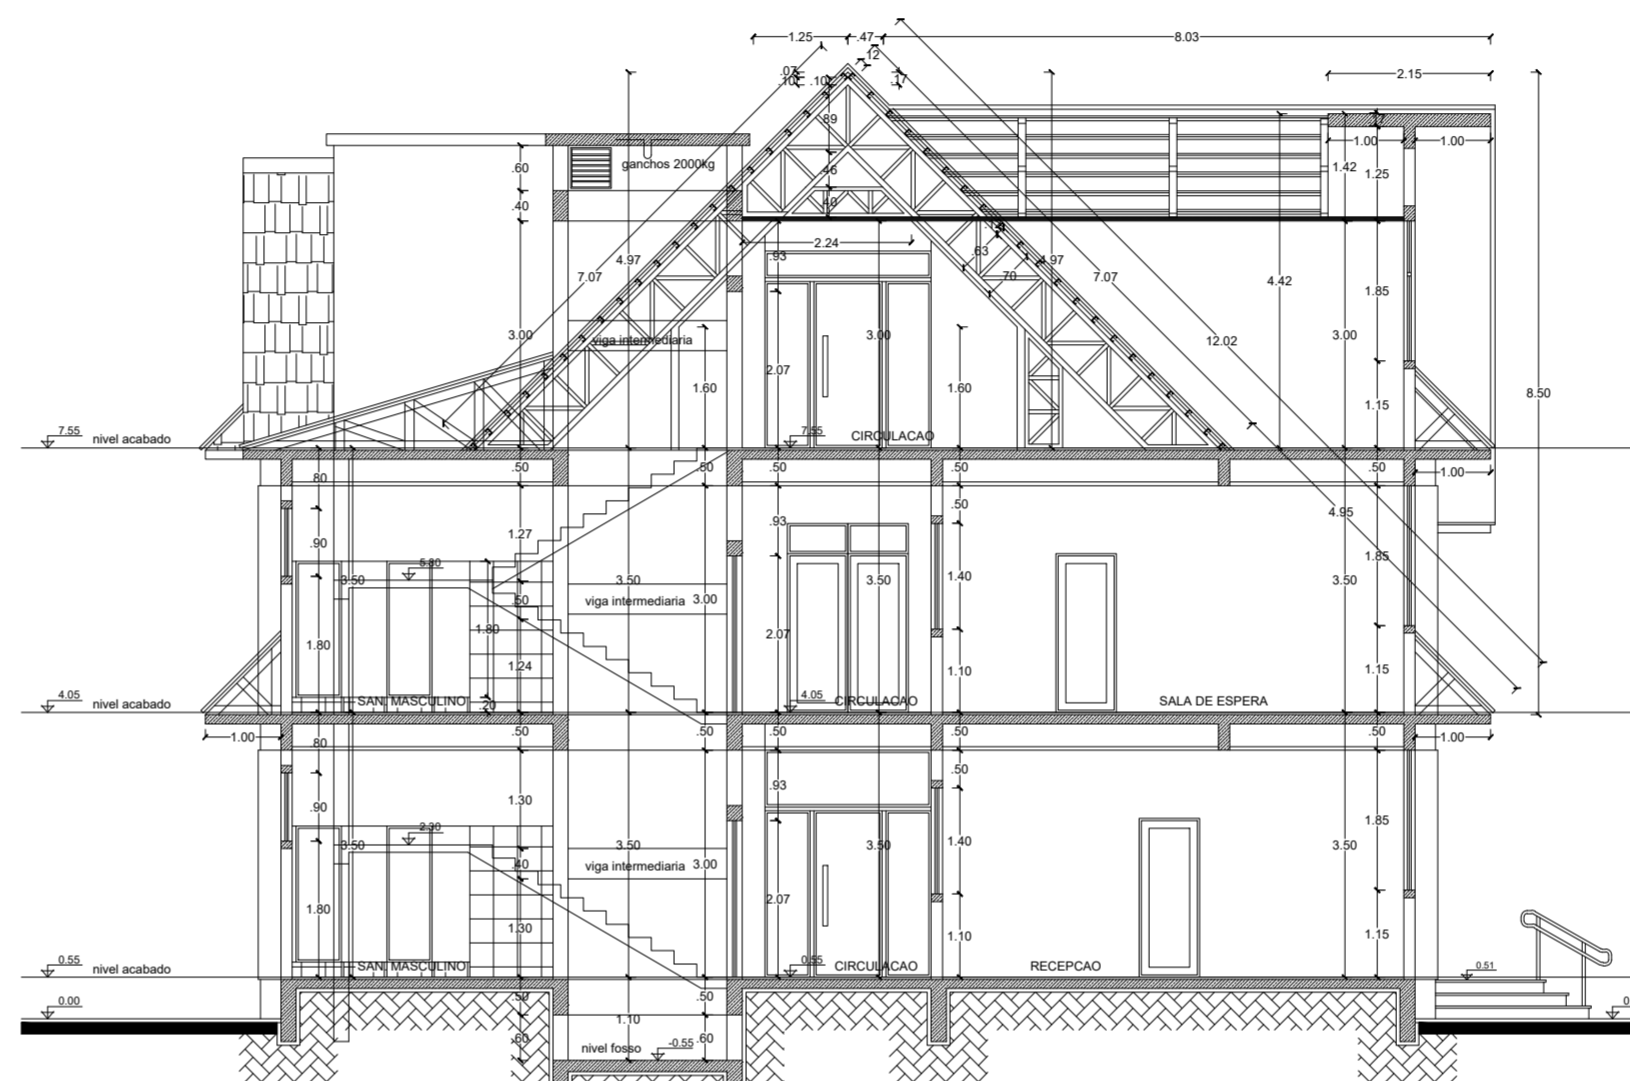 1.25 .47 8.03
.12
.07 .10 .10 .17 2.15
.89 .17
ganchos 2000kg 1.00 1.00
.60 .46 1.42 1.25
.40 .40
2.24
.93 .63
4.97 .70 4.97
7.07 7.07 4.42 1.85
3.00 viga intermediaria 3.00 12.02 3.00
2.07
1.60 1.60 8.50
1.15
7.55 nivel acabado 7.55 CIRCULACAO
.50 .50 .50 .50 .50
.80 1.00
.50
1.27 .93 4.95
.90 1.85
5.80
3.50 3.50 3.50 1.40 3.50
.50 viga intermediaria 3.00
1.80 1.80 2.07
1.24 1.10 1.15
4.05 nivel acabado SAN. MASCULINO .20 4.05 CIRCULACAO SALA DE ESPERA
1.00 .50 .50 .50 .50 .50 1.00
.80
.50
.93
.90 1.30 1.85
2.30
3.50 3.50 3.50 1.40 3.50
.40 viga intermediaria 3.00
1.80 2.07
1.30 1.10 1.15
0.55 nivel acabado SAN. MASCULINO 0.55 CIRCULACAO RECEPCAO 0.51
0.00 .50 .50
1.10
.60 nivel fosso -0.55 .60